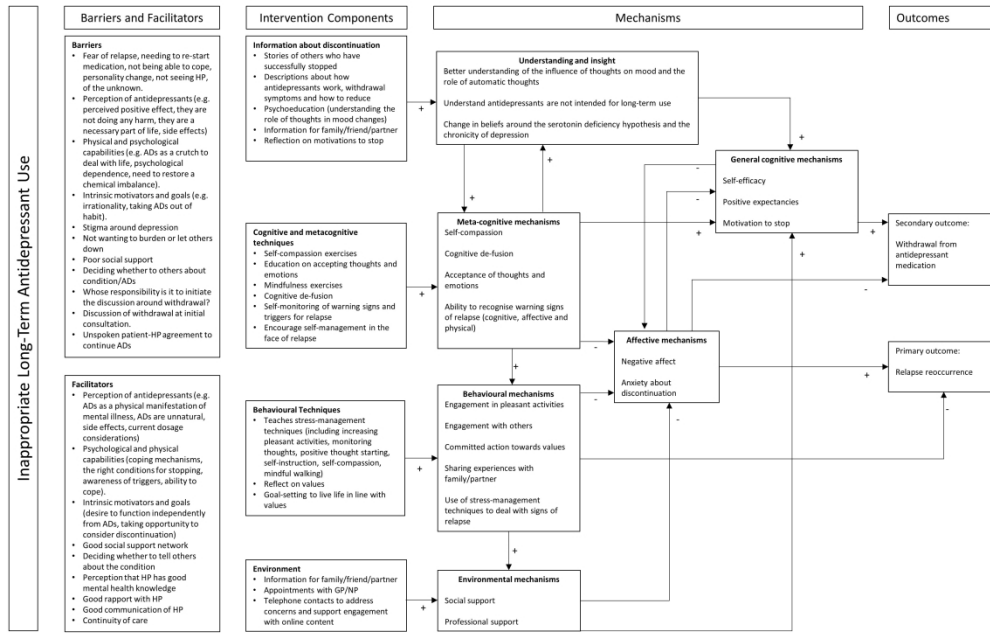 Inappropriate Long-Term Antidepressant Use
Barriers and Facilitators
Intervention Components
Mechanisms
Outcomes
Barriers
• Fear of relapse, needing to re-start
medication, not being able to cope,
personality change, not seeing HP,
of the unknown.
• Perception of antidepressants (e.g.
perceived positive effect, they are
not doing any harm, they are a
necessary part of life, side effects)
• Physical and psychological
capabilities (e.g. ADs as a crutch to
deal with life, psychological
dependence, need to restore a
chemical imbalance).
• Intrinsic motivators and goals (e.g.
irrationality, taking ADs out of
habit).
• Stigma around depression
• Not wanting to burden or let others
down
• Poor social support
• Deciding whether to others about
condition/ADs
• Whose responsibility is it to initiate
the discussion around withdrawal?
• Discussion of withdrawal at initial
consultation.
• Unspoken patient-HP agreement to
continue ADs
Facilitators
• Perception of antidepressants (e.g.
ADs as a physical manifestation of
mental illness, ADs are unnatural,
side effects, current dosage
considerations)
• Psychological and physical
capabilities (coping mechanisms,
the right conditions for stopping,
awareness of triggers, ability to
cope).
• Intrinsic motivators and goals
(desire to function independently
from ADs, taking opportunity to
consider discontinuation)
• Good social support network
• Deciding whether to tell others
about the condition
• Perception that HP has good
mental health knowledge
• Good rapport with HP
• Good communication of HP
• Continuity of care
Information about discontinuation
• Stories of others who have
successfully stopped
• Descriptions about how
antidepressants work, withdrawal
symptoms and how to reduce
• Psychoeducation (understanding the
role of thoughts in mood changes)
• Information for family/friend/partner
• Reflection on motivations to stop
Cognitive and metacognitive
techniques
• Self-compassion exercises
• Education on accepting thoughts and
emotions
• Mindfulness exercises
• Cognitive de-fusion
• Self-monitoring of warning signs and
triggers for relapse
• Encourage self-management in the
face of relapse
Behavioural Techniques
• Teaches stress-management
techniques (including increasing
pleasant activities, monitoring
thoughts, positive thought starting,
self-instruction, self-compassion,
mindful walking)
• Reflect on values
• Goal-setting to live life in line with
values
Environment
• Information for family/friend/partner
• Appointments with GP/NP
• Telephone contacts to address
concerns and support engagement
with online content
+
+
+
+
Understanding and insight
Better understanding of the influence of thoughts on mood and the
role of automatic thoughts
Understand antidepressants are not intended for long-term use
Change in beliefs around the serotonin deficiency hypothesis and the
chronicity of depression
+
+
+
Meta-cognitive mechanisms
Self-compassion
Cognitive de-fusion
Acceptance of thoughts and
emotions
Ability to recognise warning signs
of relapse (cognitive, affective and
physical)
+
-
+
Behavioural mechanisms
Engagement in pleasant activities
Engagement with others
Committed action towards values
Sharing experiences with
family/partner
Use of stress-management
techniques to deal with signs of
relapse
-
+
Environmental mechanisms
Social support
Professional support
General cognitive mechanisms
Self-efficacy
Positive expectancies
Motivation to stop
-
-
+
+
Affective mechanisms
Negative affect
Anxiety about
discontinuation
-
-
+
-
Secondary outcome:
Withdrawal from
antidepressant
medication
Primary outcome:
Relapse reoccurrence